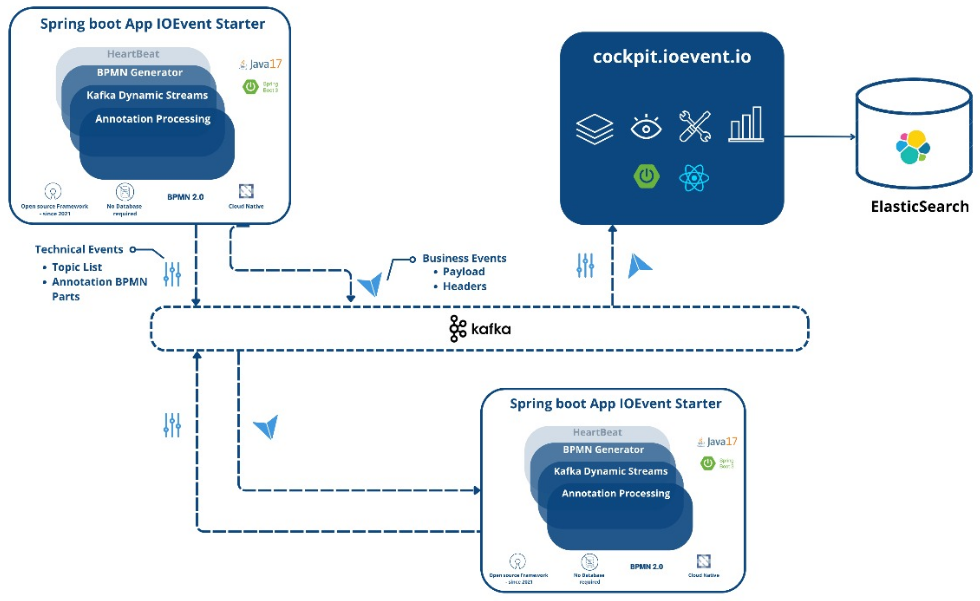 Spring boot App IOEvent Starter
HeartBeat
BPMN Generator
Kafka Dynamic Streams
Annotation Processing
Java17
Spring
Boot 3
Open source Framework
- since 2021
No Database
required
BPMN 2.0
Cloud Native
cockpit.ioevent.io
ElasticSearch
Technical Events
• Topic List
• Annotation BPMN
Parts
Business Events
• Payload
• Headers
kafka
Spring boot App IOEvent Starter
HeartBeat
BPMN Generator
Kafka Dynamic Streams
Annotation Processing
Java17
Spring
Boot 3
Open source Framework
- since 2021
No Database
required
BPMN 2.0
Cloud Native